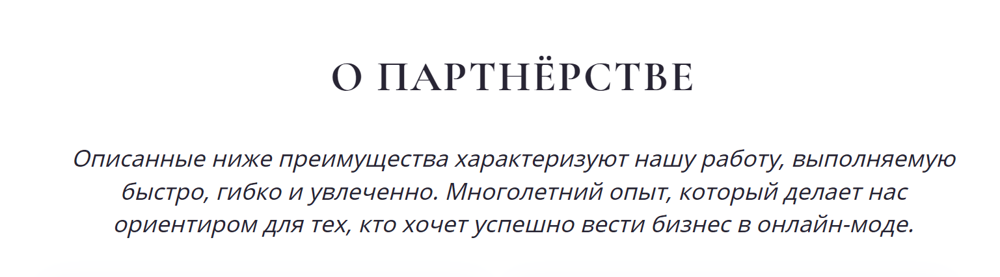 О ПАРТНЁРСТВЕ
Описанные ниже преимущества характеризуют нашу работу, выполняемую
быстро, гибко и увлеченно. Многолетний опыт, который делает нас
ориентиром для тех, кто хочет успешно вести бизнес в онлайн-моде.